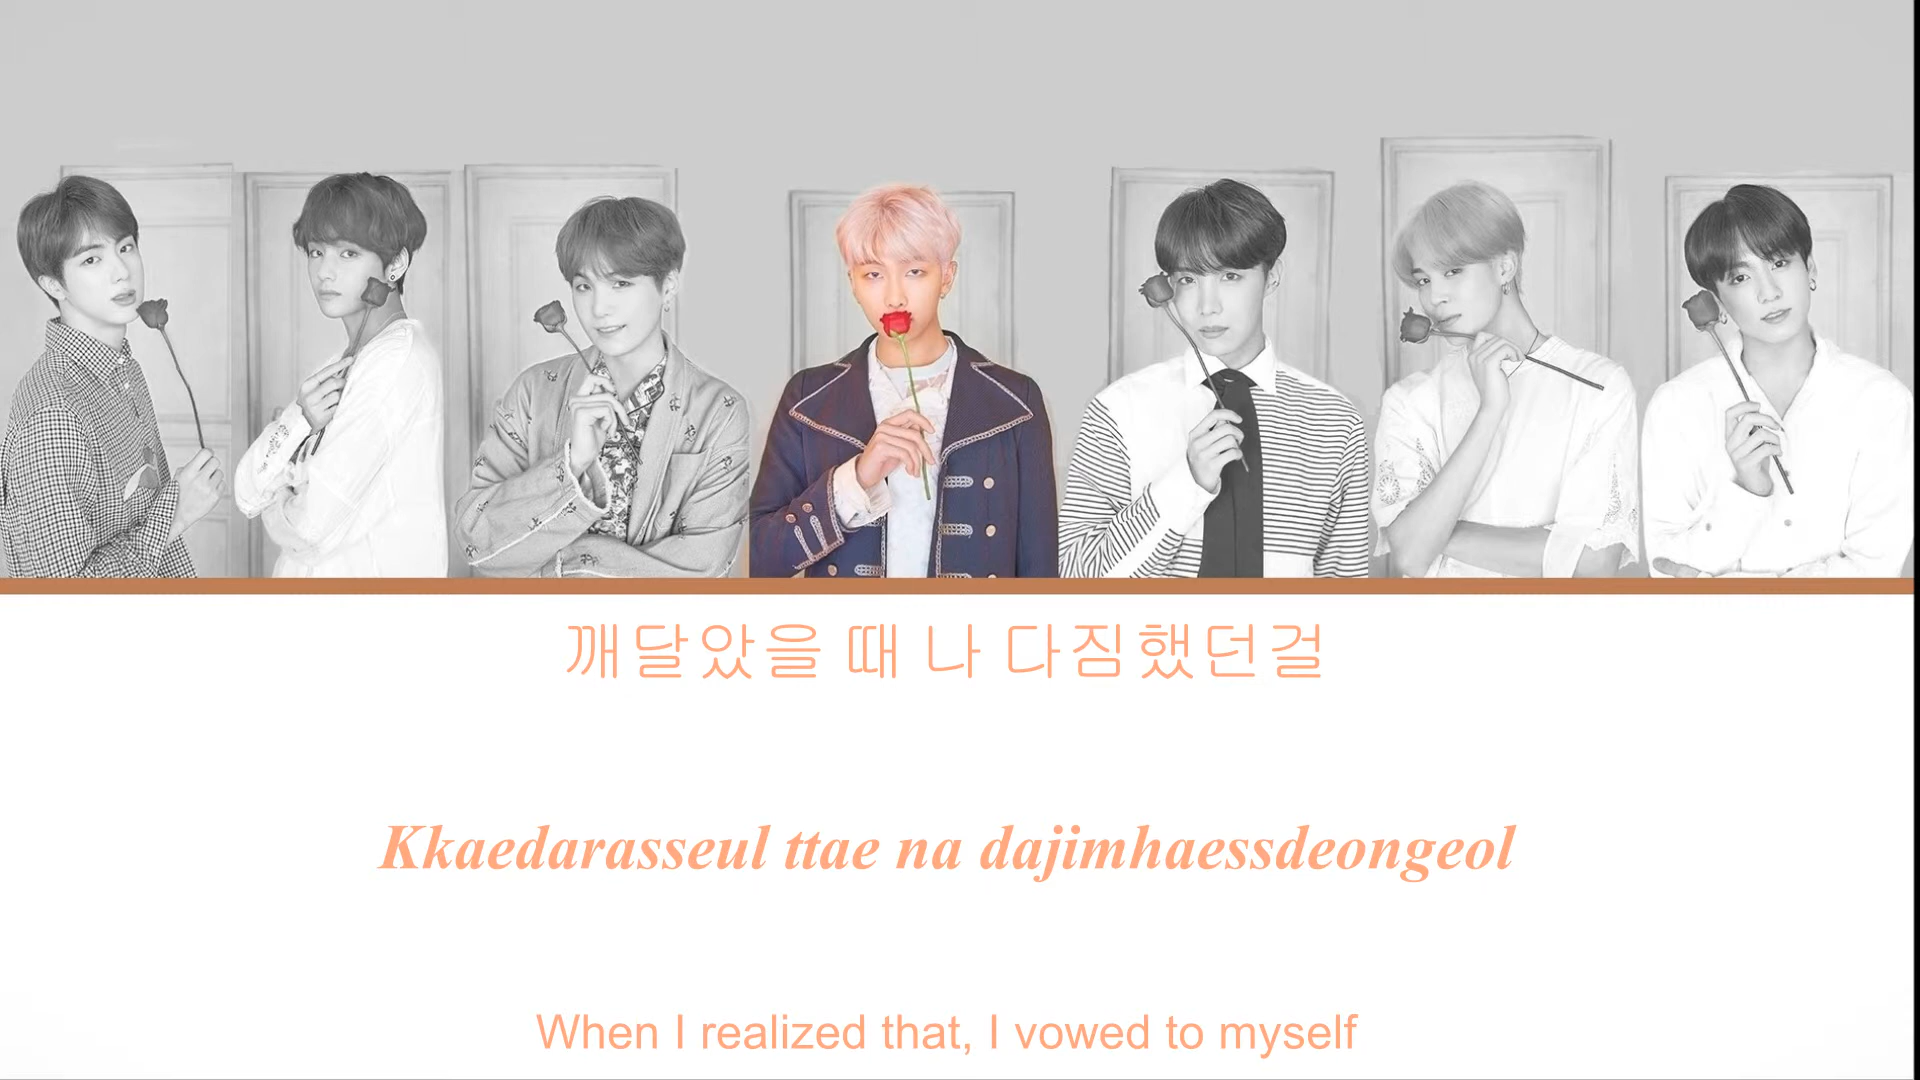 깨달았을 때 나 다짐했던걸
Kkaedarasseul ttae na dajimhaessdeongeol
When I realized that, I vowed to myself